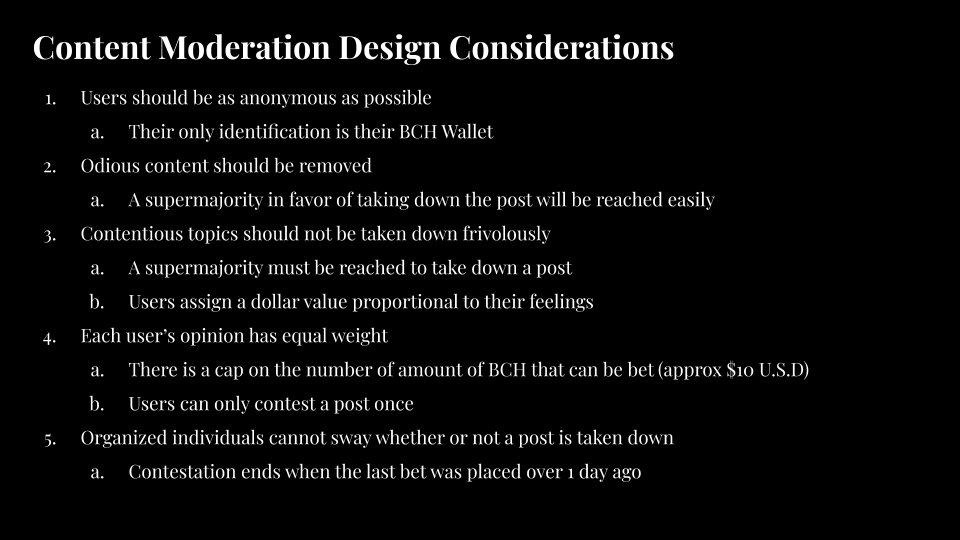 Content Moderation Design Considerations
1. Users should be as anonymous as possible
a. Their only identification is their BCH Wallet
2. Odious content should be removed
a. A supermajority in favor of taking down the post will be reached easily
3. Contentious topics should not be taken down frivolously
a. A supermajority must be reached to take down a post
b. Users assign a dollar value proportional to their feelings
4. Each user’s opinion has equal weight
a. There is a cap on the number of amount of BCH that can be bet (approx $10 U.S.D)
b. Users can only contest a post once
5. Organized individuals cannot sway whether or not a post is taken down
a. Contestation ends when the last bet was placed over 1 day ago